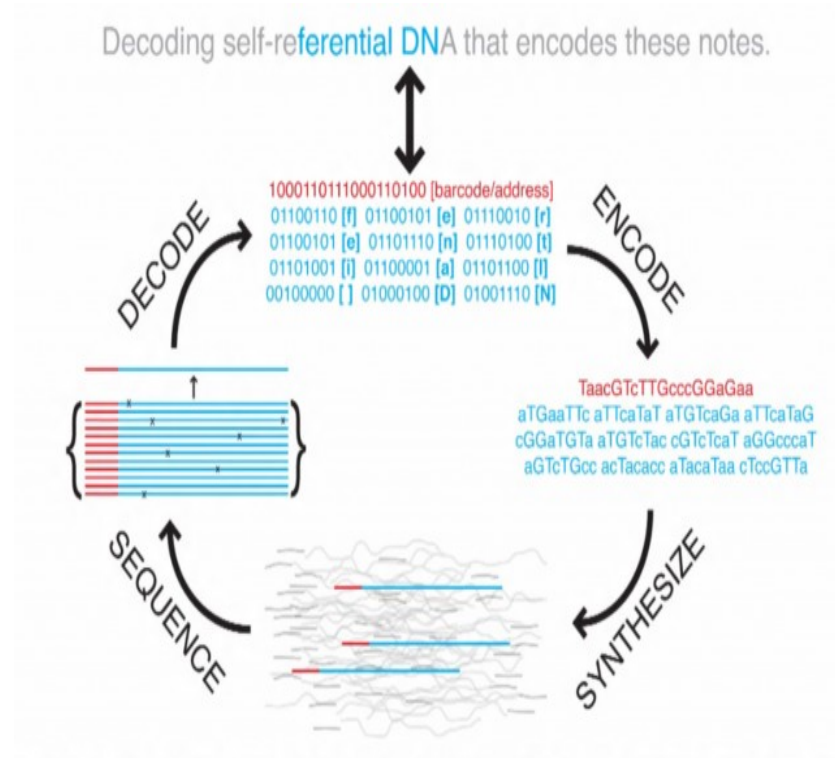 Decoding self-referential DNA that encodes these notes.
1000110111000110100 [barcode/address]
01100110 [f] 01100101 [e] 01110010 [r]
01100101 [e] 01101110 [n] 01110100 [t]
01101001 [i] 01100001 [a] 01101100 [l]
00100000 [ ] 01000100 [D] 01001110 [N]
ENCODE
TaacGTcTTGcccGGaGaa
aTGaaTTc aTTcaTaT aTGTcaGa aTTcaTaG
cGGaTGTa aTGTcTac cGTcTcaT aGGcccaT
aGTcTGcc acTacacc aTacaTaa cTccGTTa
SYNTHESIZE
SEQUENCE
DECODE